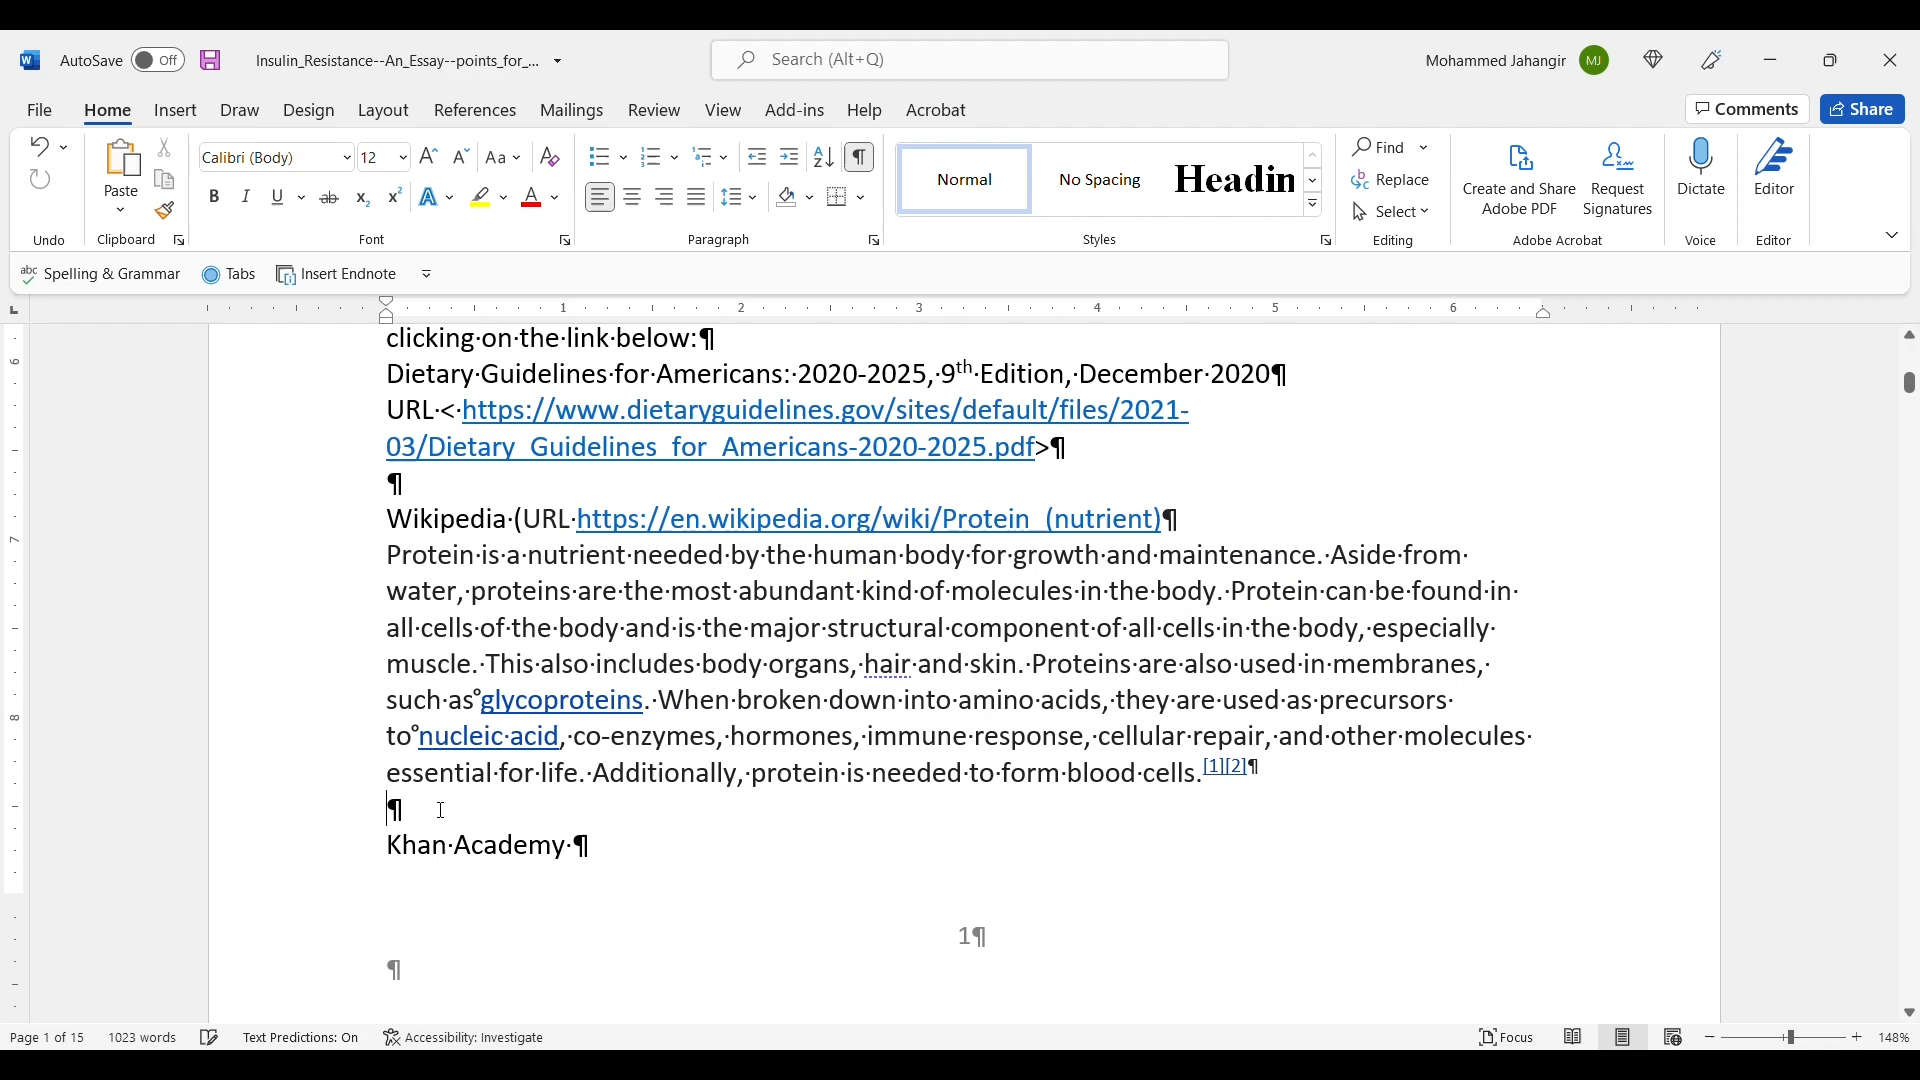 AutoSave Off Insulin_Resistance--An_Essay--points_for_... Search (Alt+Q) Mohammed Jahangir MJ
File Home Insert Draw Design Layout References Mailings Review View Add-ins Help Acrobat Comments Share
Calibri (Body) 12 Aa Find
Paste Normal No Spacing Headin Replace Create and Share Adobe PDF Request Signatures Dictate Editor
Select
Undo Clipboard Font Paragraph Styles Editing Adobe Acrobat Voice Editor
Spelling & Grammar Tabs Insert Endnote
1 2 3 4 5 6
clicking·on·the·link·below:¶
Dietary·Guidelines·for·Americans:·2020-2025,·9th·Edition,·December·2020¶
URL·<·https://www.dietaryguidelines.gov/sites/default/files/2021-
03/Dietary_Guidelines_for_Americans-2020-2025.pdf>¶
¶
Wikipedia·(URL·https://en.wikipedia.org/wiki/Protein_(nutrient)¶
Protein·is·a·nutrient·needed·by·the·human·body·for·growth·and·maintenance.·Aside·from·
water,·proteins·are·the·most·abundant·kind·of·molecules·in·the·body.·Protein·can·be·found·in·
all·cells·of·the·body·and·is·the·major·structural·component·of·all·cells·in·the·body,·especially·
muscle.·This·also·includes·body·organs,·hair·and·skin.·Proteins·are·also·used·in·membranes,·
such·as°glycoproteins.·When·broken·down·into·amino·acids,·they·are·used·as·precursors·
to°nucleic·acid,·co-enzymes,·hormones,·immune·response,·cellular·repair,·and·other·molecules·
essential·for·life.·Additionally,·protein·is·needed·to·form·blood·cells.[1][2]¶
¶
Khan·Academy·¶
1¶
¶
Page 1 of 15 1023 words Text Predictions: On Accessibility: Investigate Focus 148%